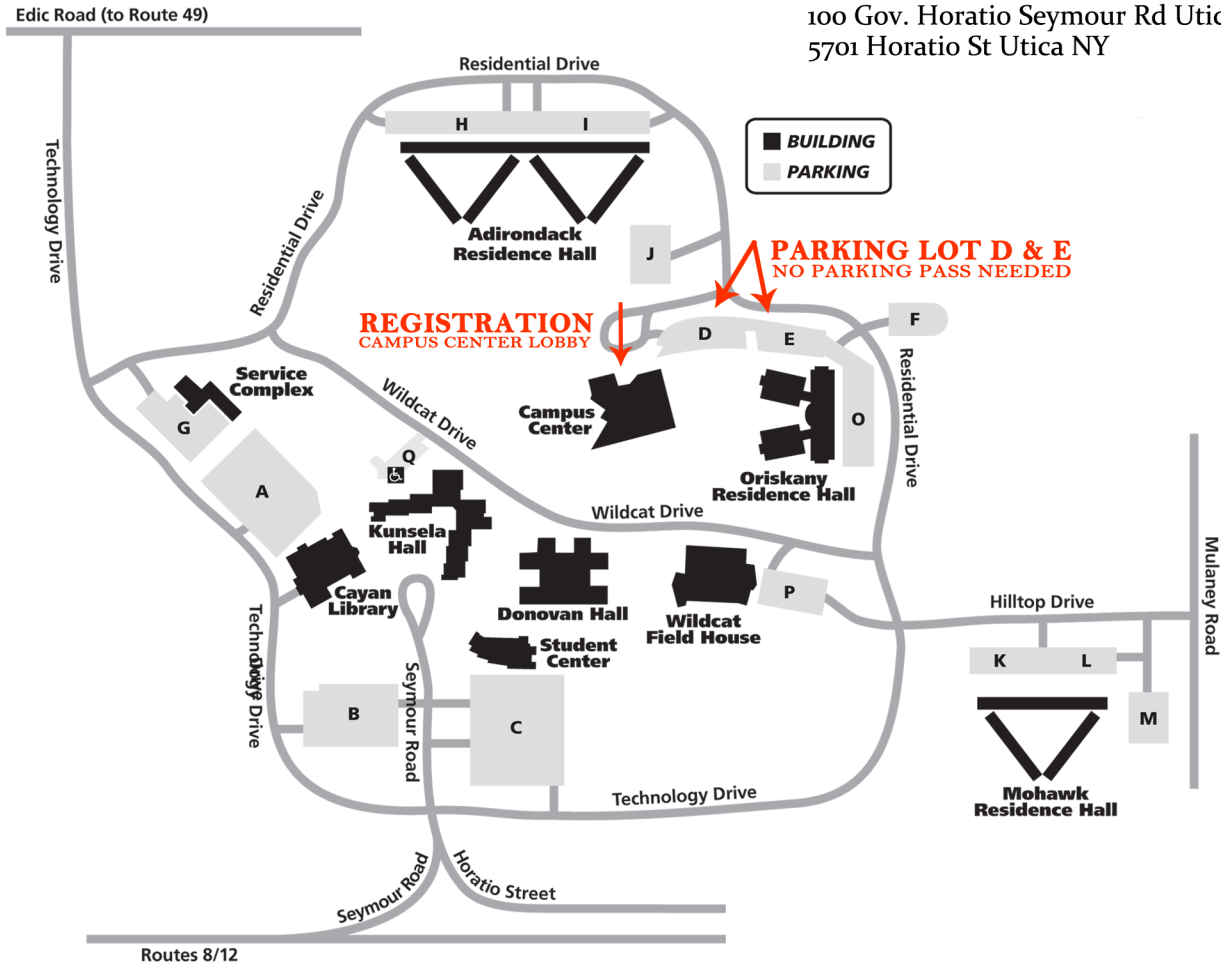 Edic Road (to Route 49)
100 Gov. Horatio Seymour Rd Utic
5701 Horatio St Utica NY
Residential Drive
H
I
BUILDING
PARKING
Technology Drive
Residential Drive
Adirondack
Residence Hall
J
PARKING LOT D & E
NO PARKING PASS NEEDED
REGISTRATION
CAMPUS CENTER LOBBY
D
E
F
Service
Complex
Wildcat Drive
Campus
Center
Residential Drive
G
O
Q
A
Oriskany
Residence Hall
Wildcat Drive
Kunsela
Hall
Mulaney Road
Cayan
Library
Donovan Hall
P
Wildcat
Field House
Hilltop Drive
Technology Drive
Drive
Student
Center
K
L
Seymour Road
B
C
M
Technology Drive
Mohawk
Residence Hall
Seymour Road
Horatio Street
Routes 8/12